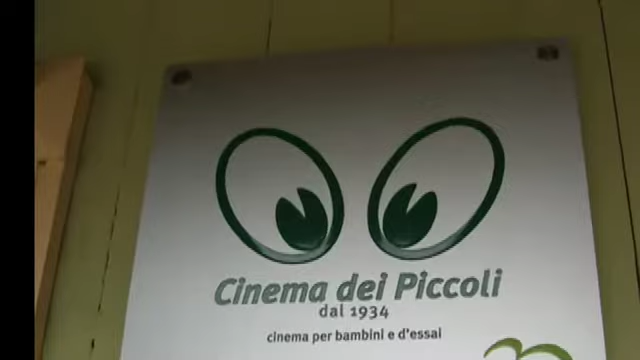 Cinema dei Piccoli
dal 1934
cinema per bambini e d'essai